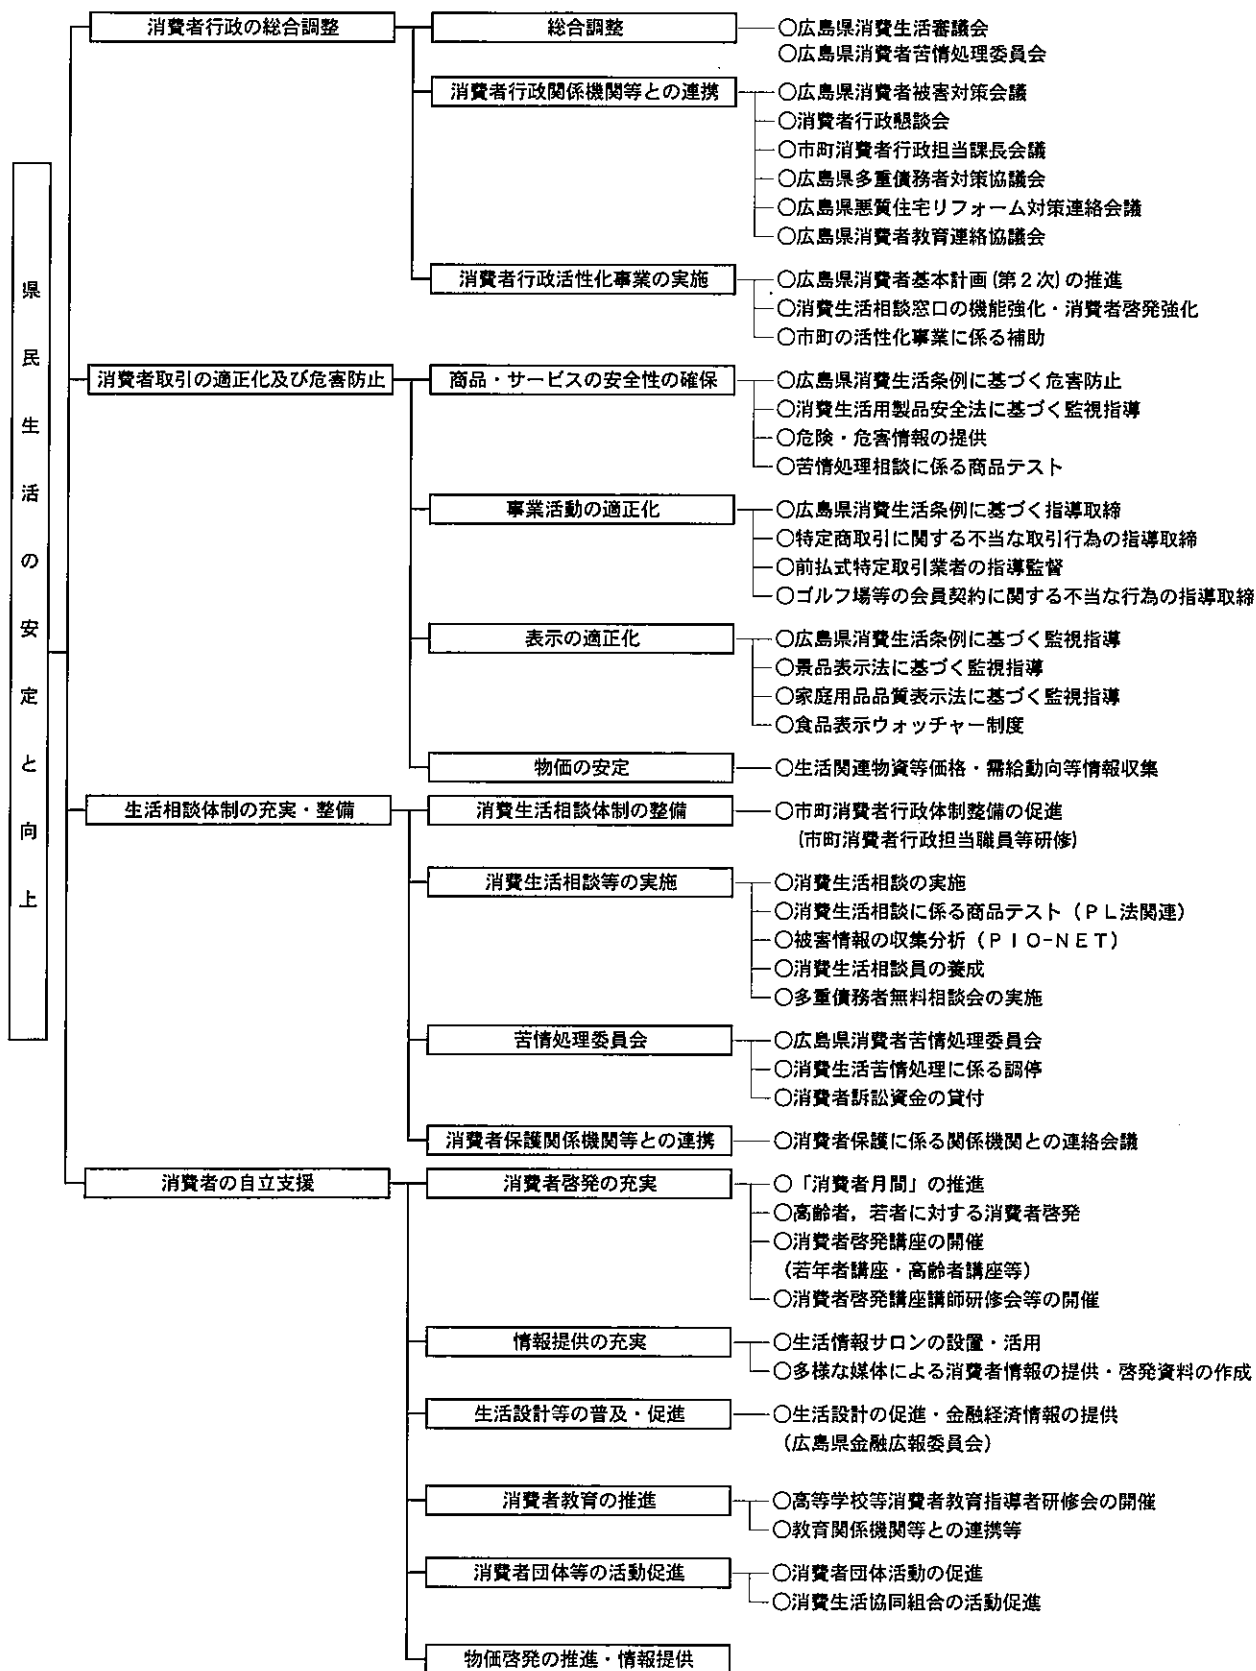 県民生活の安定と向上
消費者行政の総合調整
総合調整
○広島県消費生活審議会
○広島県消費者苦情処理委員会
消費者行政関係機関等との連携
○広島県消費者被害対策会議
○消費者行政懇談会
○市町消費者行政担当課長会議
○広島県多重債務者対策協議会
○広島県悪質住宅リフォーム対策連絡会議
○広島県消費者教育連絡協議会
消費者行政活性化事業の実施
○広島県消費者基本計画(第2次)の推進
○消費生活相談窓口の機能強化・消費者啓発強化
○市町の活性化事業に係る補助
消費者取引の適正化及び危害防止
商品・サービスの安全性の確保
○広島県消費生活条例に基づく危害防止
○消費生活用製品安全法に基づく監視指導
○危険・危害情報の提供
○苦情処理相談に係る商品テスト
事業活動の適正化
○広島県消費生活条例に基づく指導取締
○特定商取引に関する不当な取引行為の指導取締
○前払式特定取引業者の指導監督
○ゴルフ場等の会員契約に関する不当な行為の指導取締
表示の適正化
○広島県消費生活条例に基づく監視指導
○景品表示法に基づく監視指導
○家庭用品品質表示法に基づく監視指導
○食品表示ウォッチャー制度
物価の安定
○生活関連物資等価格・需給動向等情報収集
生活相談体制の充実・整備
消費生活相談体制の整備
○市町消費者行政体制整備の促進
(市町消費者行政担当職員等研修)
消費生活相談等の実施
○消費生活相談の実施
○消費生活相談に係る商品テスト（ＰＬ法関連）
○被害情報の収集分析（ＰＩＯ-ＮＥＴ）
○消費生活相談員の養成
○多重債務者無料相談会の実施
苦情処理委員会
○広島県消費者苦情処理委員会
○消費生活苦情処理に係る調停
○消費者訴訟資金の貸付
消費者保護関係機関等との連携
○消費者保護に係る関係機関との連絡会議
消費者の自立支援
消費者啓発の充実
○「消費者月間」の推進
○高齢者，若者に対する消費者啓発
○消費者啓発講座の開催
（若年者講座・高齢者講座等）
○消費者啓発講座講師研修会等の開催
情報提供の充実
○生活情報サロンの設置・活用
○多様な媒体による消費者情報の提供・啓発資料の作成
生活設計等の普及・促進
○生活設計の促進・金融経済情報の提供
（広島県金融広報委員会）
消費者教育の推進
○高等学校等消費者教育指導者研修会の開催
○教育関係機関等との連携等
消費者団体等の活動促進
○消費者団体活動の促進
○消費生活協同組合の活動促進
物価啓発の推進・情報提供